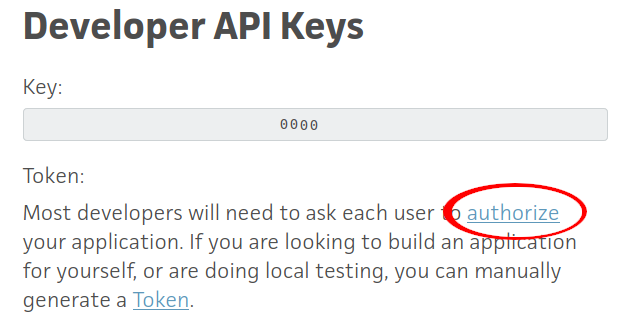 Developer API Keys
Key:
0000
Token:
Most developers will need to ask each user to authorize
your application. If you are looking to build an application
for yourself, or are doing local testing, you can manually
generate a Token.